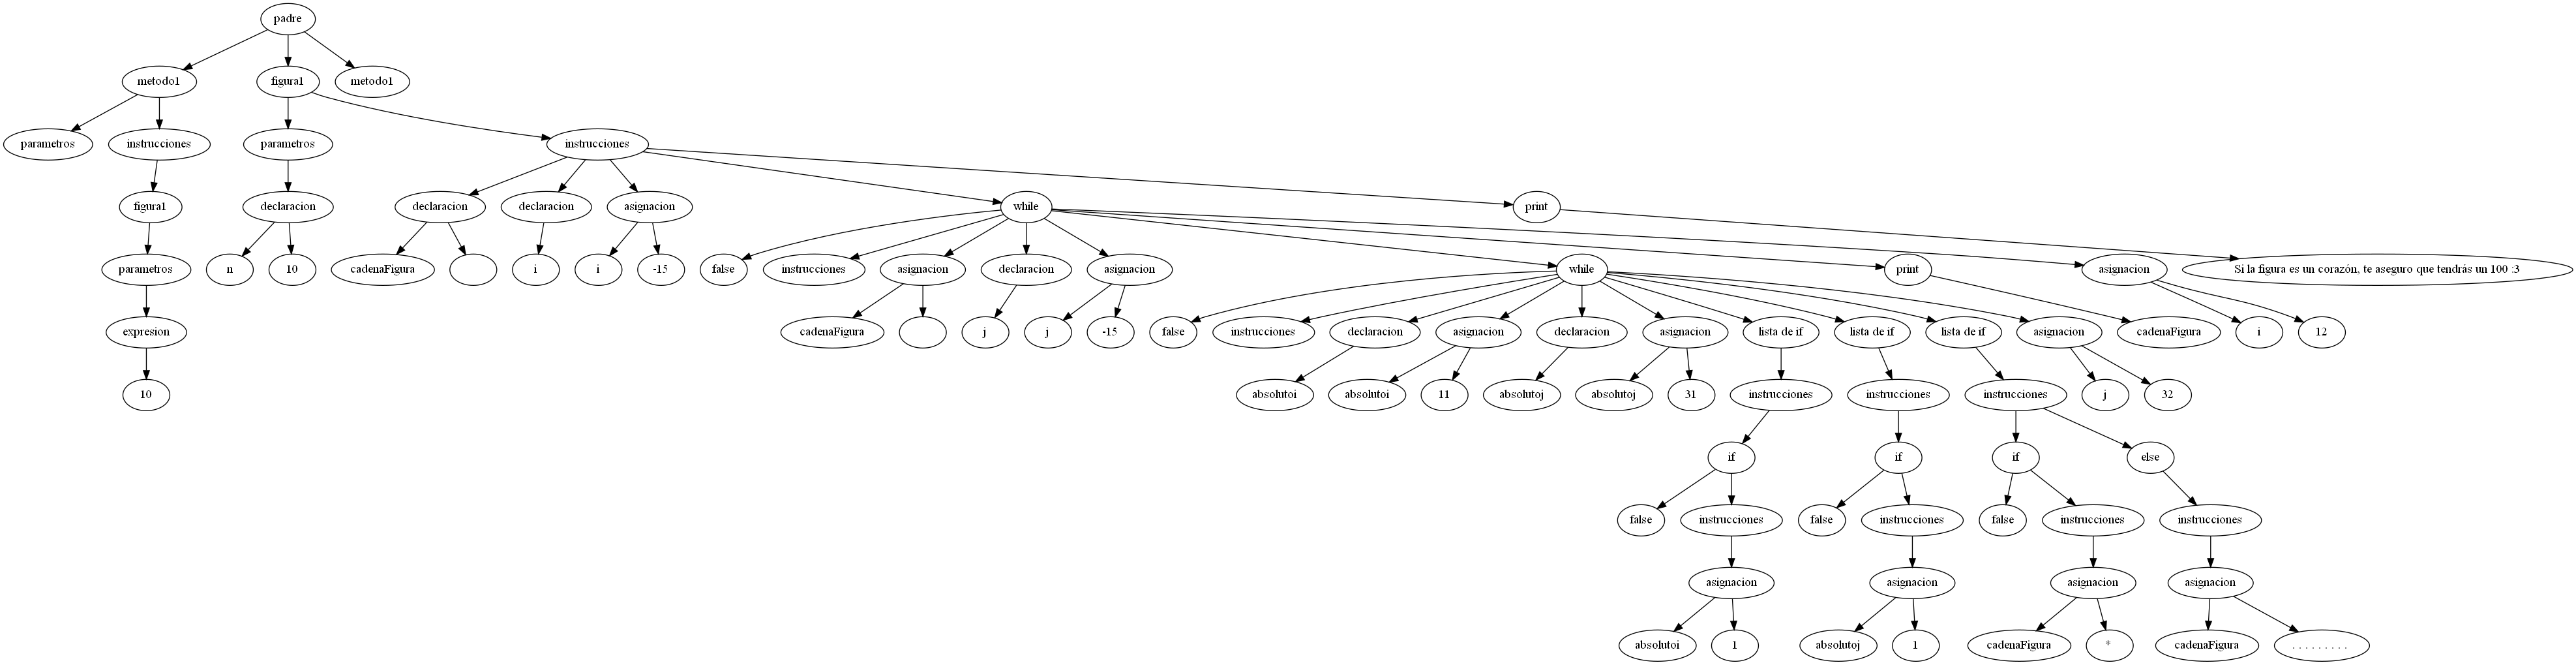 padre
metodo1 figura1 metodo1
parametros instrucciones parametros instrucciones
figura1 declaracion declaracion declaracion asignacion while print
parametros n 10 cadenaFigura i i -15 false instrucciones asignacion declaracion asignacion while print asignacion Si la figura es un corazón, te aseguro que tendrás un 100 :3
expresion cadenaFigura j j -15 false instrucciones declaracion asignacion declaracion asignacion lista de if lista de if lista de if asignacion cadenaFigura i 12
10 absolutoi absolutoi 11 absolutoj absolutoj 31 instrucciones instrucciones instrucciones j 32
if if if else
false instrucciones false instrucciones false instrucciones instrucciones
asignacion asignacion asignacion asignacion
absolutoi 1 absolutoj 1 cadenaFigura * cadenaFigura . . . . . . . . .